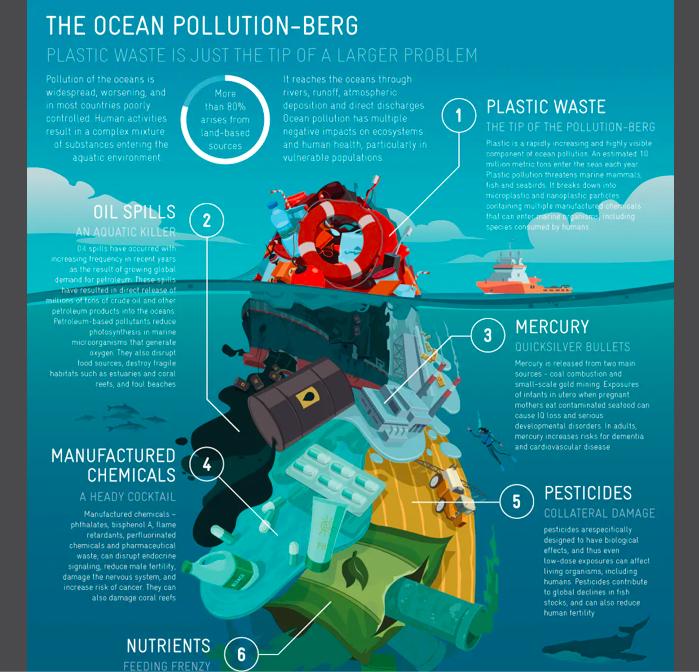 THE OCEAN POLLUTION-BERG
PLASTIC WASTE IS JUST THE TIP OF A LARGER PROBLEM
Pollution of the oceans is
widespread, worsening, and
in most countries poorly
controlled. Human activities
result in a complex mixture
of substances entering the
aquatic environment.
More
than 80%
arises from
land-based
sources
It reaches the oceans through
rivers, runoff, atmospheric
deposition and direct discharges
Ocean pollution has multiple
negative impacts on ecosystems
and human health, particularly in
vulnerable populations.
1
PLASTIC WASTE
THE TIP OF THE POLLUTION-BERG
Plastic is a rapidly increasing and highly visible
component of ocean pollution. An estimated 10
million metric tons enter the seas each year.
Plastic pollution threatens marine mammals,
fish and seabirds. It breaks down into
microplastic and nanoplastic particles
containing multiple manufactured chemicals
that can enter marine organisms, including
species consumed by humans.
OIL SPILLS
2
AN AQUATIC KILLER
Oil spills have occurred with
increasing frequency in recent years
as the result of growing global
demand for petroleum. These spills
have resulted in direct release of
millions of tons of crude oil and other
petroleum products into the oceans.
Petroleum-based pollutants reduce
photosynthesis in marine
microorganisms that generate
oxygen. They also disrupt
food sources, destroy fragile
habitats such as estuaries and coral
reefs, and foul beaches
3
MERCURY
QUICKSILVER BULLETS
Mercury is released from two main
sources - coal combustion and
small-scale gold mining. Exposures
of infants in utero when pregnant
mothers eat contaminated seafood can
cause IQ loss and serious
developmental disorders. In adults,
mercury increases risks for dementia
and cardiovascular disease
MANUFACTURED
CHEMICALS
4
A HEADY COCKTAIL
Manufactured chemicals –
phthalates, bisphenol A, flame
retardants, perfluorinated
chemicals and pharmaceutical
waste, can disrupt endocrine
signaling, reduce male fertility,
damage the nervous system, and
increase risk of cancer. They can
also damage coral reefs
5
PESTICIDES
COLLATERAL DAMAGE
pesticides arespecifically
designed to have biological
effects, and thus even
low-dose exposures can affect
living organisms, including
humans. Pesticides contribute
to global declines in fish
stocks, and can also reduce
human fertility
NUTRIENTS
6
FEEDING FRENZY